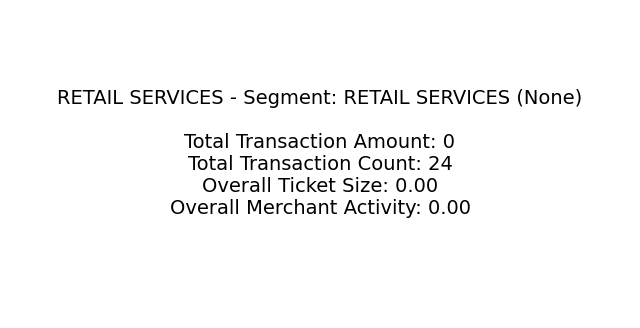 RETAIL SERVICES - Segment: RETAIL SERVICES (None)
Total Transaction Amount: 0
Total Transaction Count: 24
Overall Ticket Size: 0.00
Overall Merchant Activity: 0.00